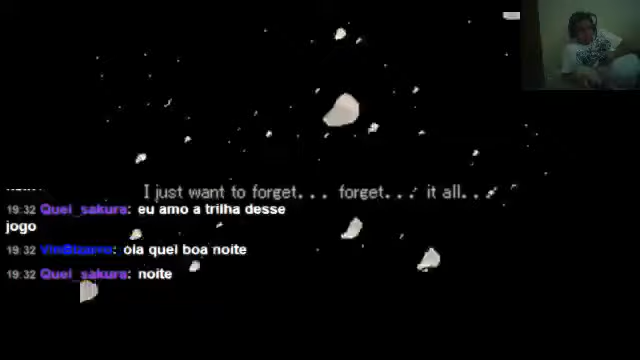 I just want to forget... forget... it all...
19:32 Quel_sakura: eu amo a trilha desse
jogo
19:32 ola quel boa noite
19:32 Quel_sakura: noite